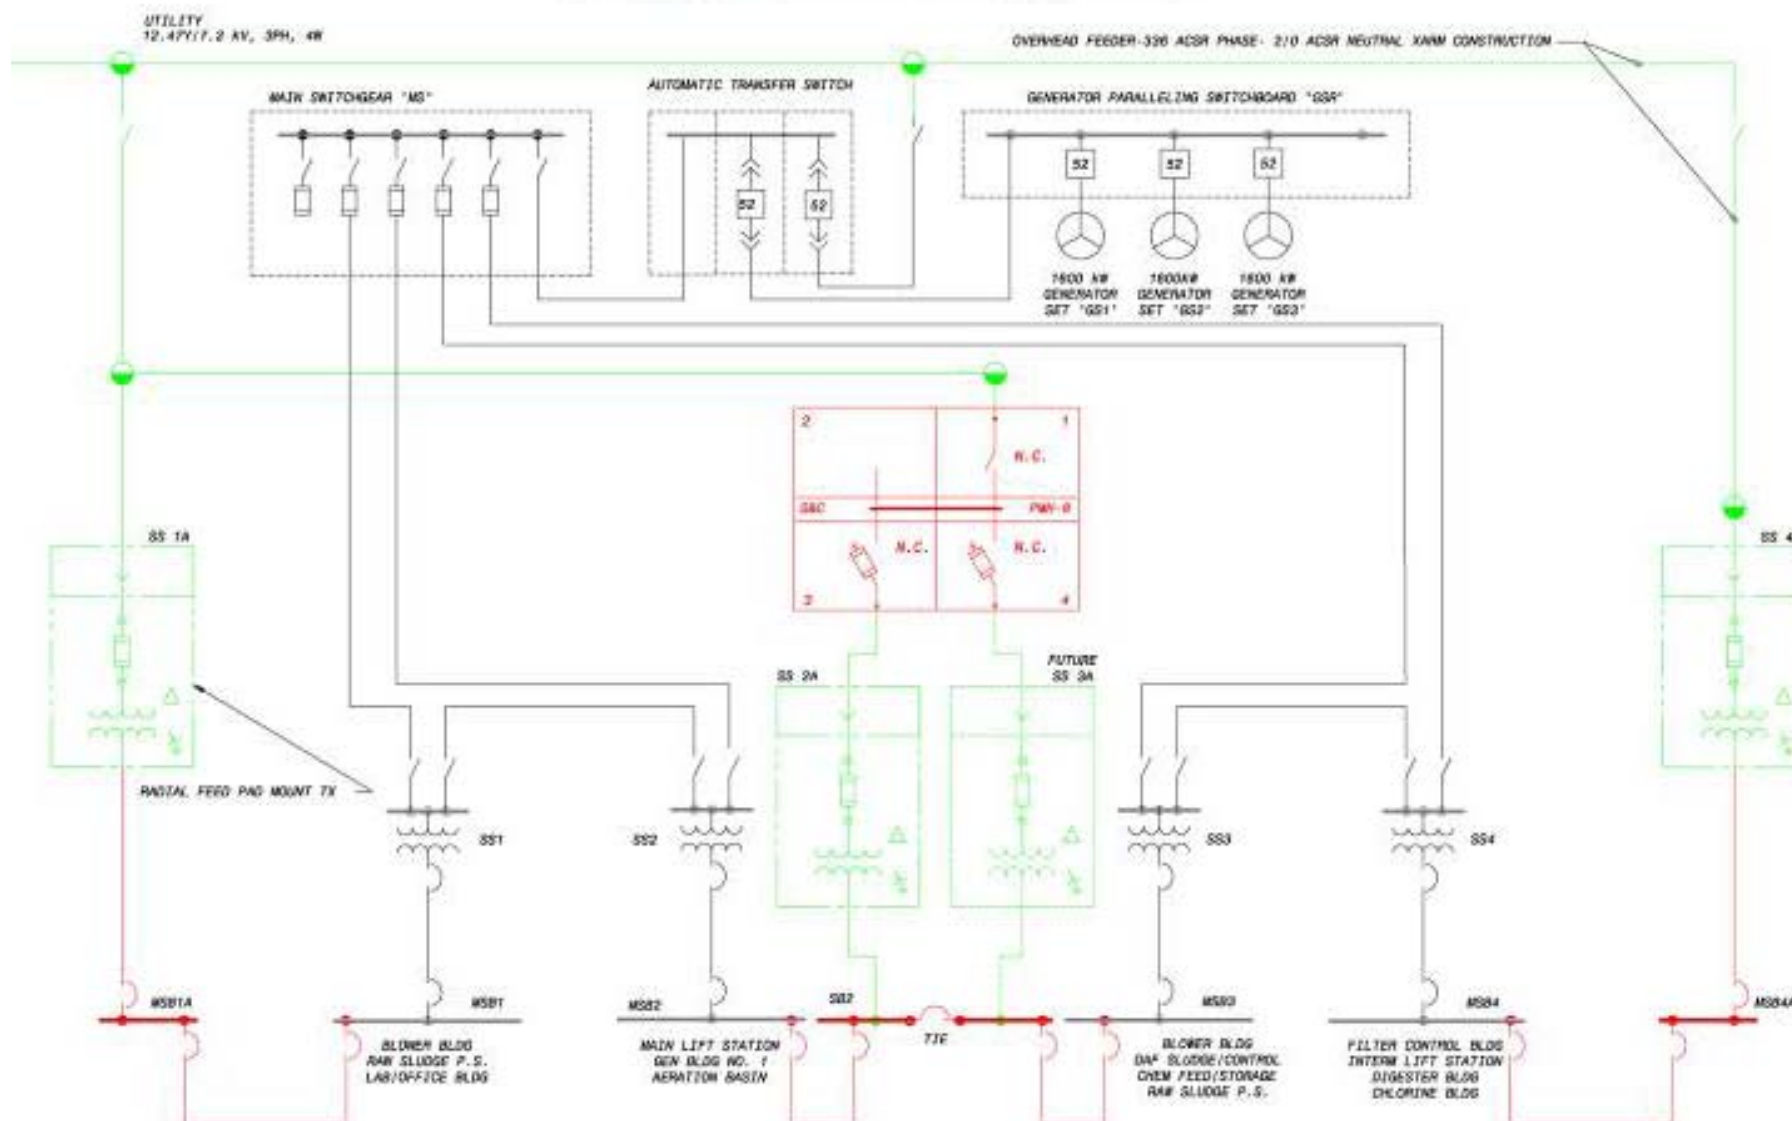 UTILITY
12.47Y/7.2 KV, 3PH, 4W
OVERHEAD FEEDER-336 ACSR PHASE- 2/0 ACSR NEUTRAL XARM CONSTRUCTION
MAIN SWITCHGEAR "MS"
AUTOMATIC TRANSFER SWITCH
GENERATOR PARALLELING SWITCHBOARD "GSR"
52
52
52
52
52
1600 kW
GENERATOR
SET 'GS1'
1600kW
GENERATOR
SET 'GS2'
1600 kW
GENERATOR
SET 'GS3'
2
1
N.C.
S&C
PMH-9
N.C.
N.C.
3
4
SS 1A
SS 4
SS 2A
FUTURE
SS 3A
RADIAL FEED PAD MOUNT TX
SS1
SS2
SS3
SS4
MSB1A
MSB1
MSB2
SB2
MSB3
MSB4
MSB4A
TIE
BLOWER BLDG
RAW SLUDGE P.S.
LAB/OFFICE BLDG
MAIN LIFT STATION
GEN BLDG NO. 1
AERATION BASIN
BLOWER BLDG
DAF SLUDGE/CONTROL
CHEM FEED/STORAGE
RAW SLUDGE P.S.
FILTER CONTROL BLDG
INTERM LIFT STATION
DIGESTER BLDG
CHLORINE BLDG